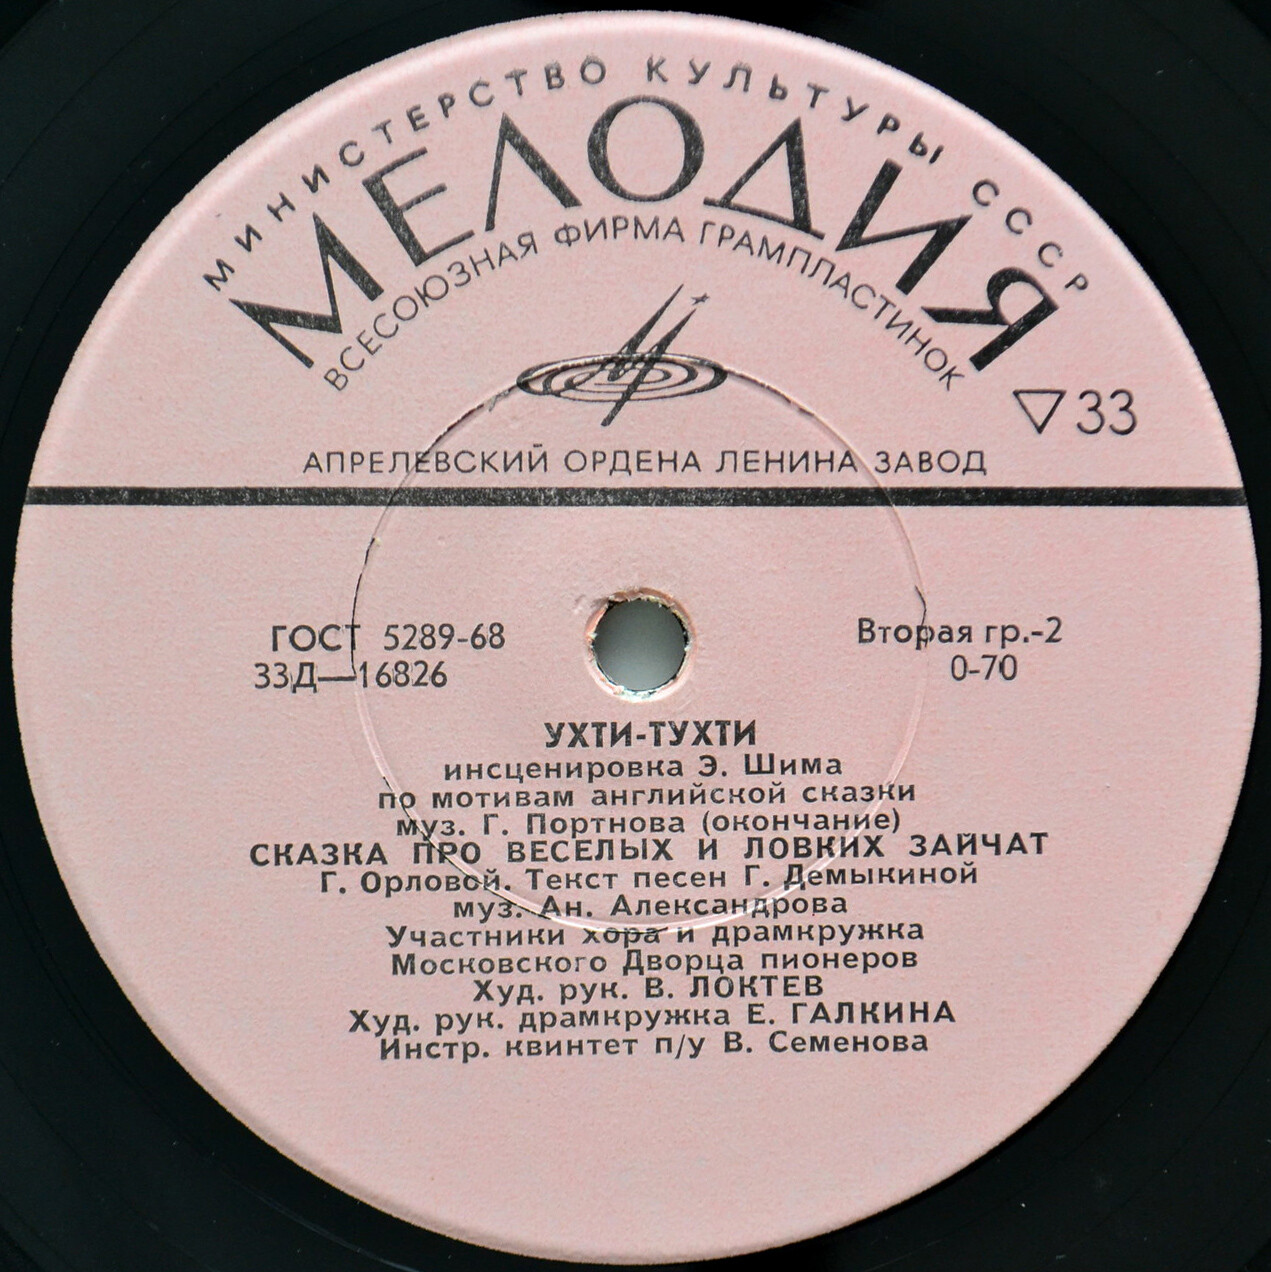 МИНИСТЕРСТВО КУЛЬТУРЫ СССР
МЕЛОДИЯ
ВСЕСОЮЗНАЯ ФИРМА ГРАМПЛАСТИНОК
▽33
АПРЕЛЕВСКИЙ ОРДЕНА ЛЕНИНА ЗАВОД
ГОСТ 5289-68
33Д—16826
Вторая гр.-2
0-70
УХТИ-ТУХТИ
инсценировка Э. Шима
по мотивам английской сказки
муз. Г. Портнова (окончание)
СКАЗКА ПРО ВЕСЕЛЫХ И ЛОВКИХ ЗАЙЧАТ
Г. Орловой. Текст песен Г. Демыкиной
муз. Ан. Александрова
Участники хора и драмкружка
Московского Дворца пионеров
Худ. рук. В. ЛОКТЕВ
Худ. рук. драмкружка Е. ГАЛКИНА
Инстр. квинтет п/у В. Семенова